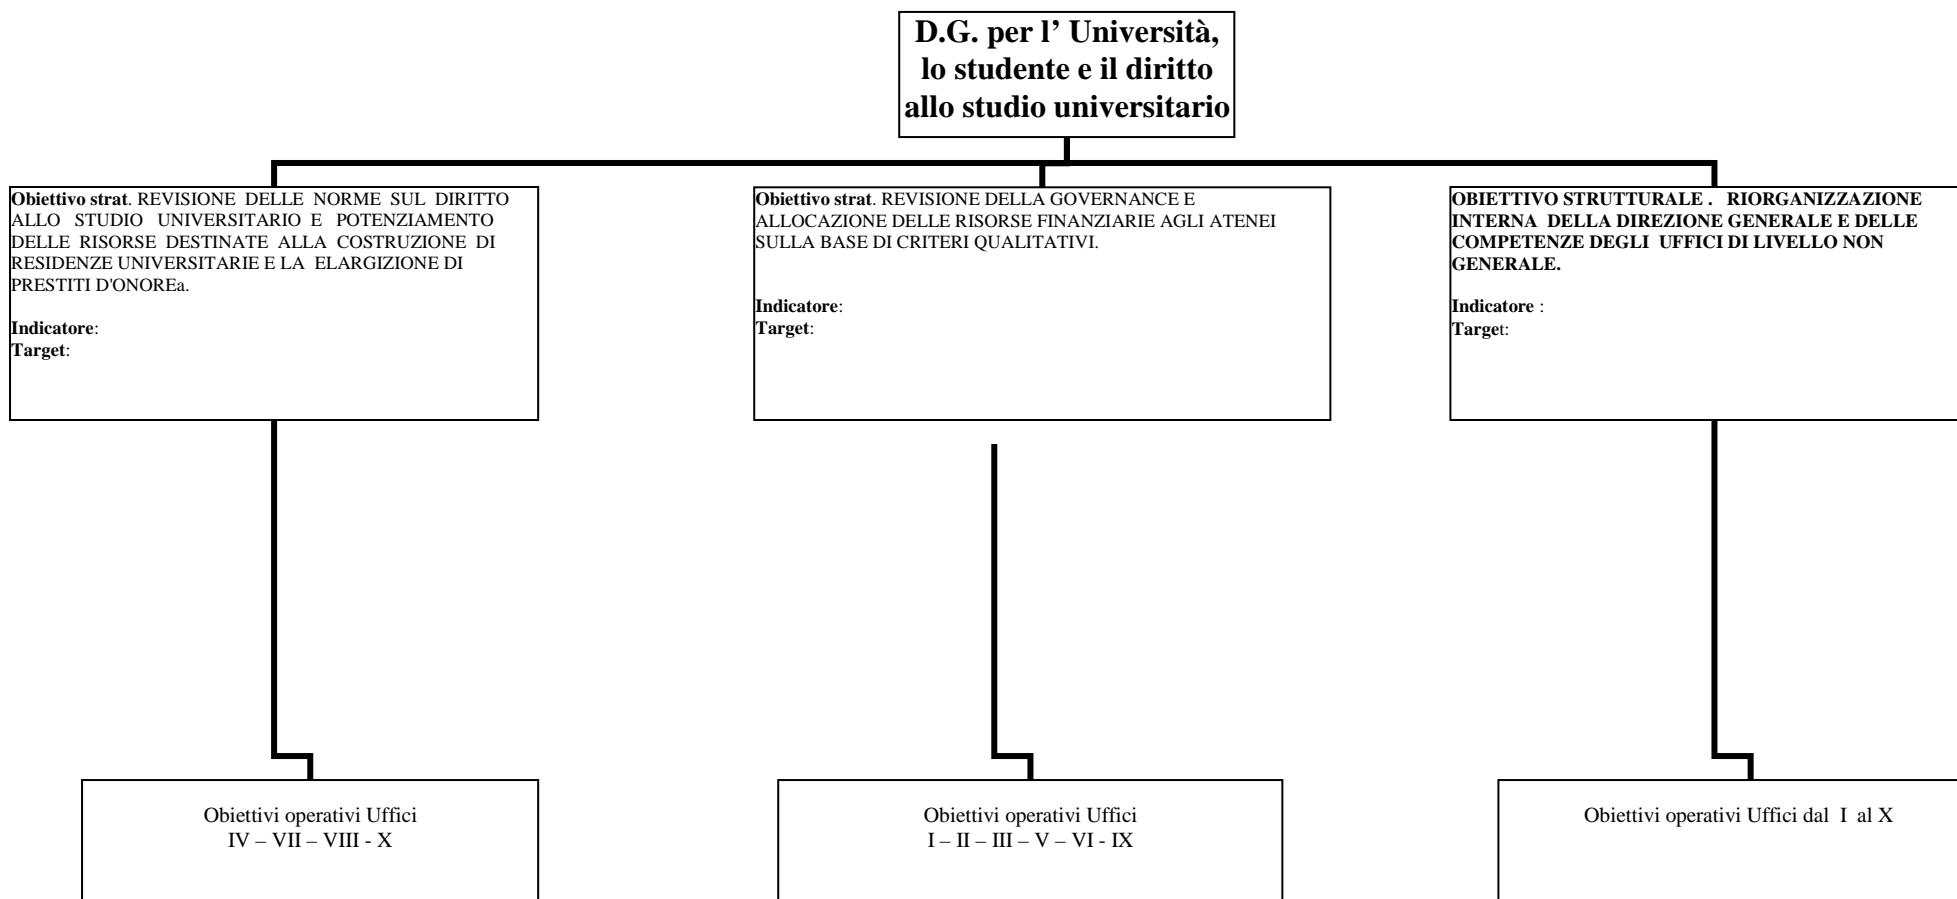 D.G. per l' Università,
lo studente e il diritto
allo studio universitario
Obiettivo strat. REVISIONE DELLE NORME SUL DIRITTO
ALLO STUDIO UNIVERSITARIO E POTENZIAMENTO
DELLE RISORSE DESTINATE ALLA COSTRUZIONE DI
RESIDENZE UNIVERSITARIE E LA ELARGIZIONE DI
PRESTITI D'ONOREa.
Indicatore:
Target:
Obiettivo strat. REVISIONE DELLA GOVERNANCE E
ALLOCAZIONE DELLE RISORSE FINANZIARIE AGLI ATENEI
SULLA BASE DI CRITERI QUALITATIVI.
Indicatore:
Target:
OBIETTIVO STRUTTURALE . RIORGANIZZAZIONE
INTERNA DELLA DIREZIONE GENERALE E DELLE
COMPETENZE DEGLI UFFICI DI LIVELLO NON
GENERALE.
Indicatore :
Target:
Obiettivi operativi Uffici
IV – VII – VIII - X
Obiettivi operativi Uffici
I – II – III – V – VI - IX
Obiettivi operativi Uffici dal I al X